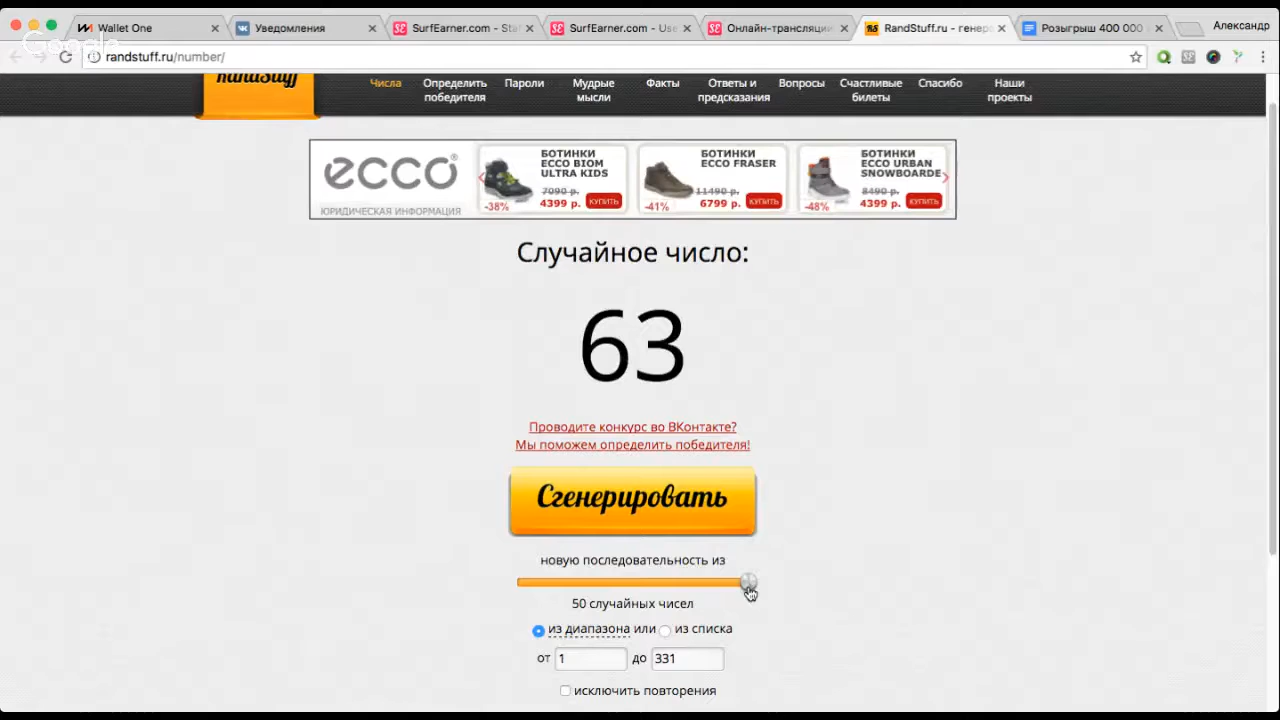 Wallet One
Уведомления
SurfEarner.com - Sta
SurfEarner.com - Use
Онлайн-трансляции
RandStuff.ru - генер
Розыгрыш 400 000
Александр
Google
randstuff.ru/number/
RandStuff
Числа
Определить победителя
Пароли
Мудрые мысли
Факты
Ответы и предсказания
Вопросы
Счастливые билеты
Спасибо
Наши проекты
ecco®
ЮРИДИЧЕСКАЯ ИНФОРМАЦИЯ
БОТИНКИ
ECCO BIOM
ULTRA KIDS
7090 р.
-38%
4399 р.
КУПИТЬ
БОТИНКИ
ECCO FRASER
11490 р.
-41%
6799 р.
КУПИТЬ
БОТИНКИ
ECCO URBAN
SNOWBOARDE
8490 р.
-48%
4399 р.
КУПИТЬ
Случайное число:
63
Проводите конкурс во ВКонтакте?
Мы поможем определить победителя!
Сгенерировать
новую последовательность из
50 случайных чисел
из диапазона или из списка
от 1 до 331
исключить повторения